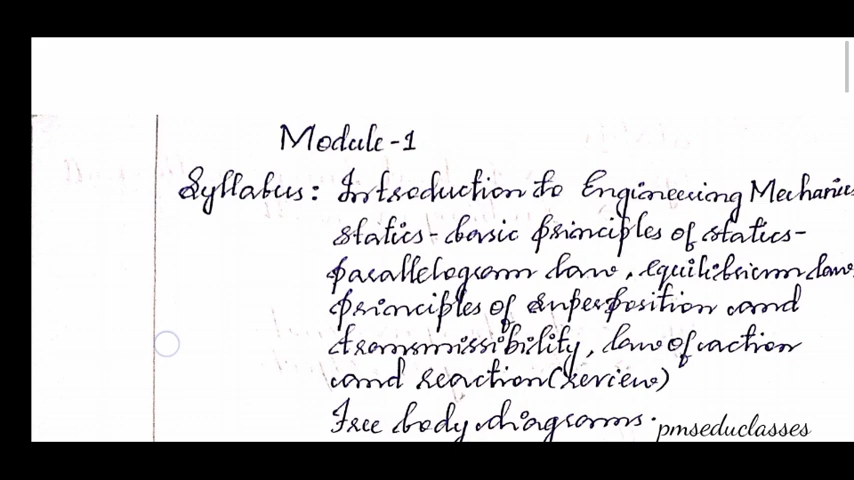 Module-1
Syllabus: Introduction to Engineering Mechanics
statics-basic principles of statics-
parallelogram law, equilibrium law,
principles of superposition and
transmissibility, law of action
and reaction(review)
Free body diagrams.
pmseduclasses